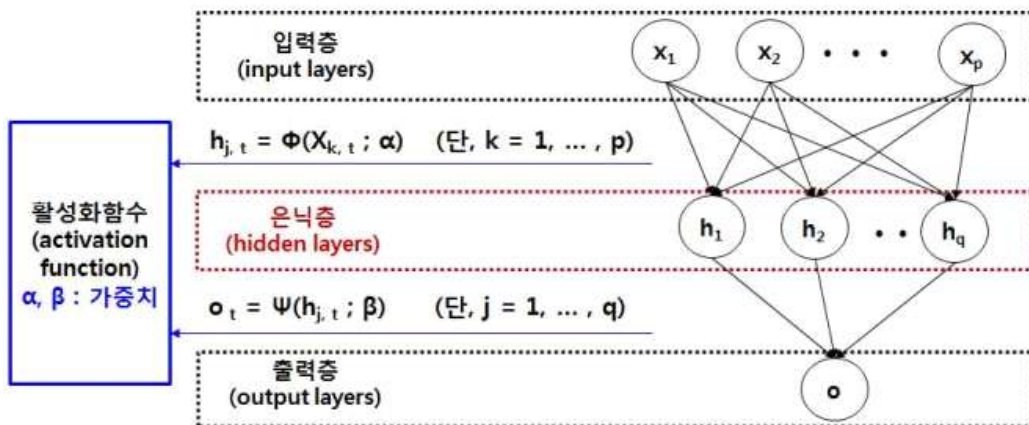 입력층
(input layers)
x1 x2 • • • xp
hj, t = Φ(Xk, t ; α) (단, k = 1, ... , p)
활성화함수
(activation
function)
α, β : 가중치
은닉층
(hidden layers)
h1 h2 • • hq
o t = Ψ(hj, t ; β) (단, j = 1, ... , q)
출력층
(output layers)
o